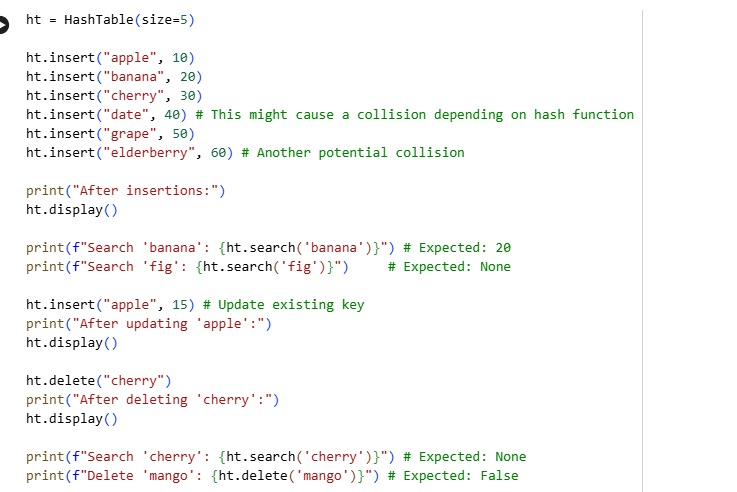 ht = HashTable(size=5)
ht.insert("apple", 10)
ht.insert("banana", 20)
ht.insert("cherry", 30)
ht.insert("date", 40) # This might cause a collision depending on hash function
ht.insert("grape", 50)
ht.insert("elderberry", 60) # Another potential collision
print("After insertions:")
ht.display()
print(f"Search 'banana': {ht.search('banana')}") # Expected: 20
print(f"Search 'fig': {ht.search('fig')}")     # Expected: None
ht.insert("apple", 15) # Update existing key
print("After updating 'apple':")
ht.display()
ht.delete("cherry")
print("After deleting 'cherry':")
ht.display()
print(f"Search 'cherry': {ht.search('cherry')}") # Expected: None
print(f"Delete 'mango': {ht.delete('mango')}") # Expected: False